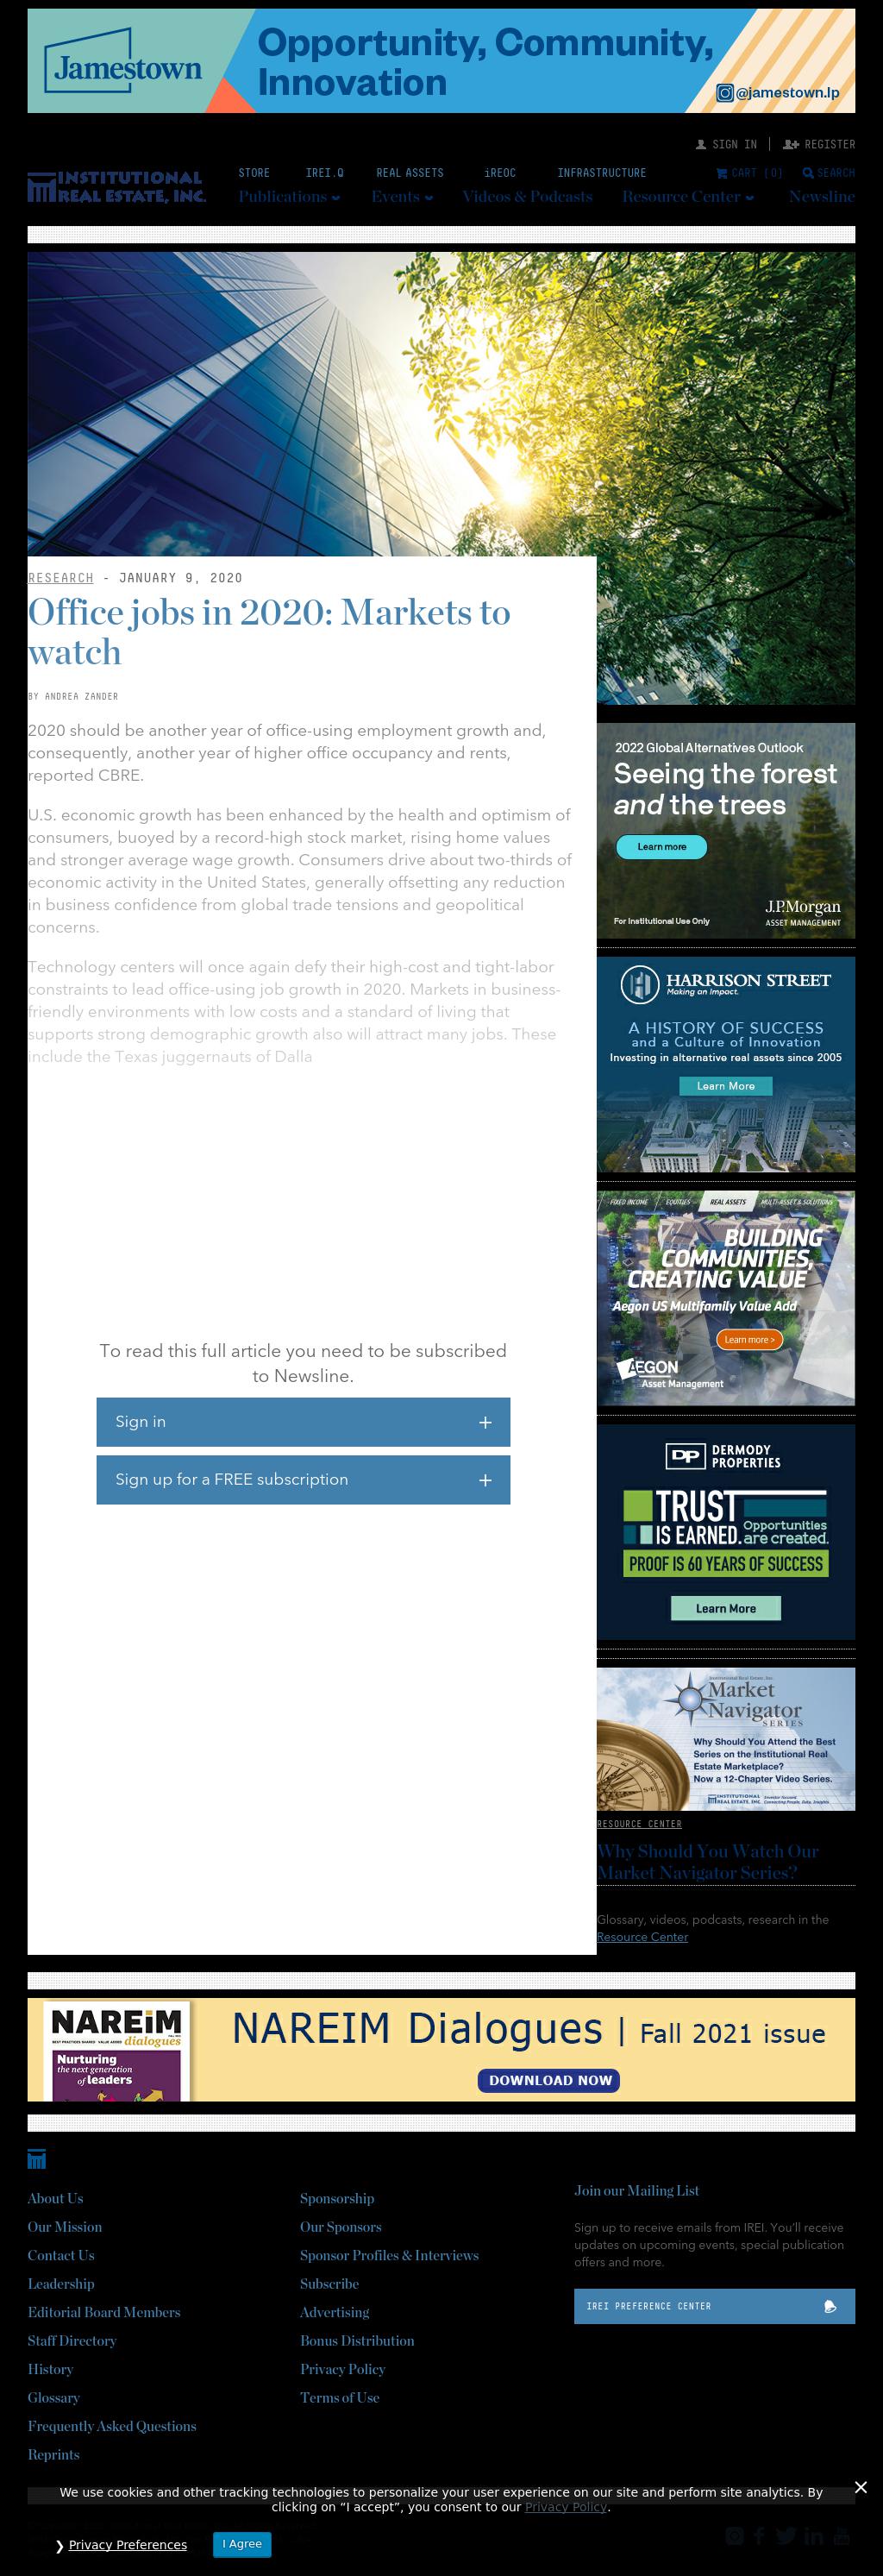 Jamestown
Opportunity, Community,
Innovation
@jamestown.lp
SIGN IN
REGISTER
INSTITUTIONAL
REAL ESTATE, INC.
STORE
IREI.Q
REAL ASSETS
iREOC
INFRASTRUCTURE
CART (0)
SEARCH
Publications
Events
Videos & Podcasts
Resource Center
Newsline
RESEARCH - JANUARY 9, 2020
Office jobs in 2020: Markets to
watch
BY ANDREA ZANDER
2020 should be another year of office-using employment growth and,
consequently, another year of higher office occupancy and rents,
reported CBRE.
U.S. economic growth has been enhanced by the health and optimism of
consumers, buoyed by a record-high stock market, rising home values
and stronger average wage growth. Consumers drive about two-thirds of
economic activity in the United States, generally offsetting any reduction
in business confidence from global trade tensions and geopolitical
concerns.
Technology centers will once again defy their high-cost and tight-labor
constraints to lead office-using job growth in 2020. Markets in business-
friendly environments with low costs and a standard of living that
supports strong demographic growth also will attract many jobs. These
include the Texas juggernauts of Dalla
To read this full article you need to be subscribed
to Newsline.
Sign in
Sign up for a FREE subscription
2022 Global Alternatives Outlook
Seeing the forest
and the trees
Learn more
J.P.Morgan
ASSET MANAGEMENT
For Institutional Use Only
HARRISON STREET
Making an Impact.
A HISTORY OF SUCCESS
and a Culture of Innovation
Investing in alternative real assets since 2005
Learn More
FIXED INCOME
EQUITIES
REAL ASSETS
MULTI-ASSET & SOLUTIONS
BUILDING
COMMUNITIES,
CREATING VALUE
Aegon US Multifamily Value Add
Learn more >
AEGON
Asset Management
DP
DERMODY
PROPERTIES
TRUST
IS EARNED.
Opportunities
are created.
PROOF IS 60 YEARS OF SUCCESS
Learn More
Institutional Real Estate, Inc.
Market
Navigator
SERIES
Why Should You Attend the Best
Series on the Institutional Real
Estate Marketplace?
Now a 12-Chapter Video Series.
INSTITUTIONAL
REAL ESTATE, INC.
Connecting People, Data, Insights
RESOURCE CENTER
Why Should You Watch Our
Market Navigator Series?
Glossary, videos, podcasts, research in the
Resource Center
NAREiM
dialogues
Nurturing
the next generation
of leaders
NAREIM Dialogues | Fall 2021 issue
DOWNLOAD NOW
About Us
Our Mission
Contact Us
Leadership
Editorial Board Members
Staff Directory
History
Glossary
Frequently Asked Questions
Reprints
Sponsorship
Our Sponsors
Sponsor Profiles & Interviews
Subscribe
Advertising
Bonus Distribution
Privacy Policy
Terms of Use
Join our Mailing List
Sign up to receive emails from IREI. You'll receive
updates on upcoming events, special publication
offers and more.
IREI PREFERENCE CENTER
We use cookies and other tracking technologies to personalize your user experience on our site and perform site analytics. By
clicking on “I accept”, you consent to our Privacy Policy.
❯ Privacy Preferences
I Agree